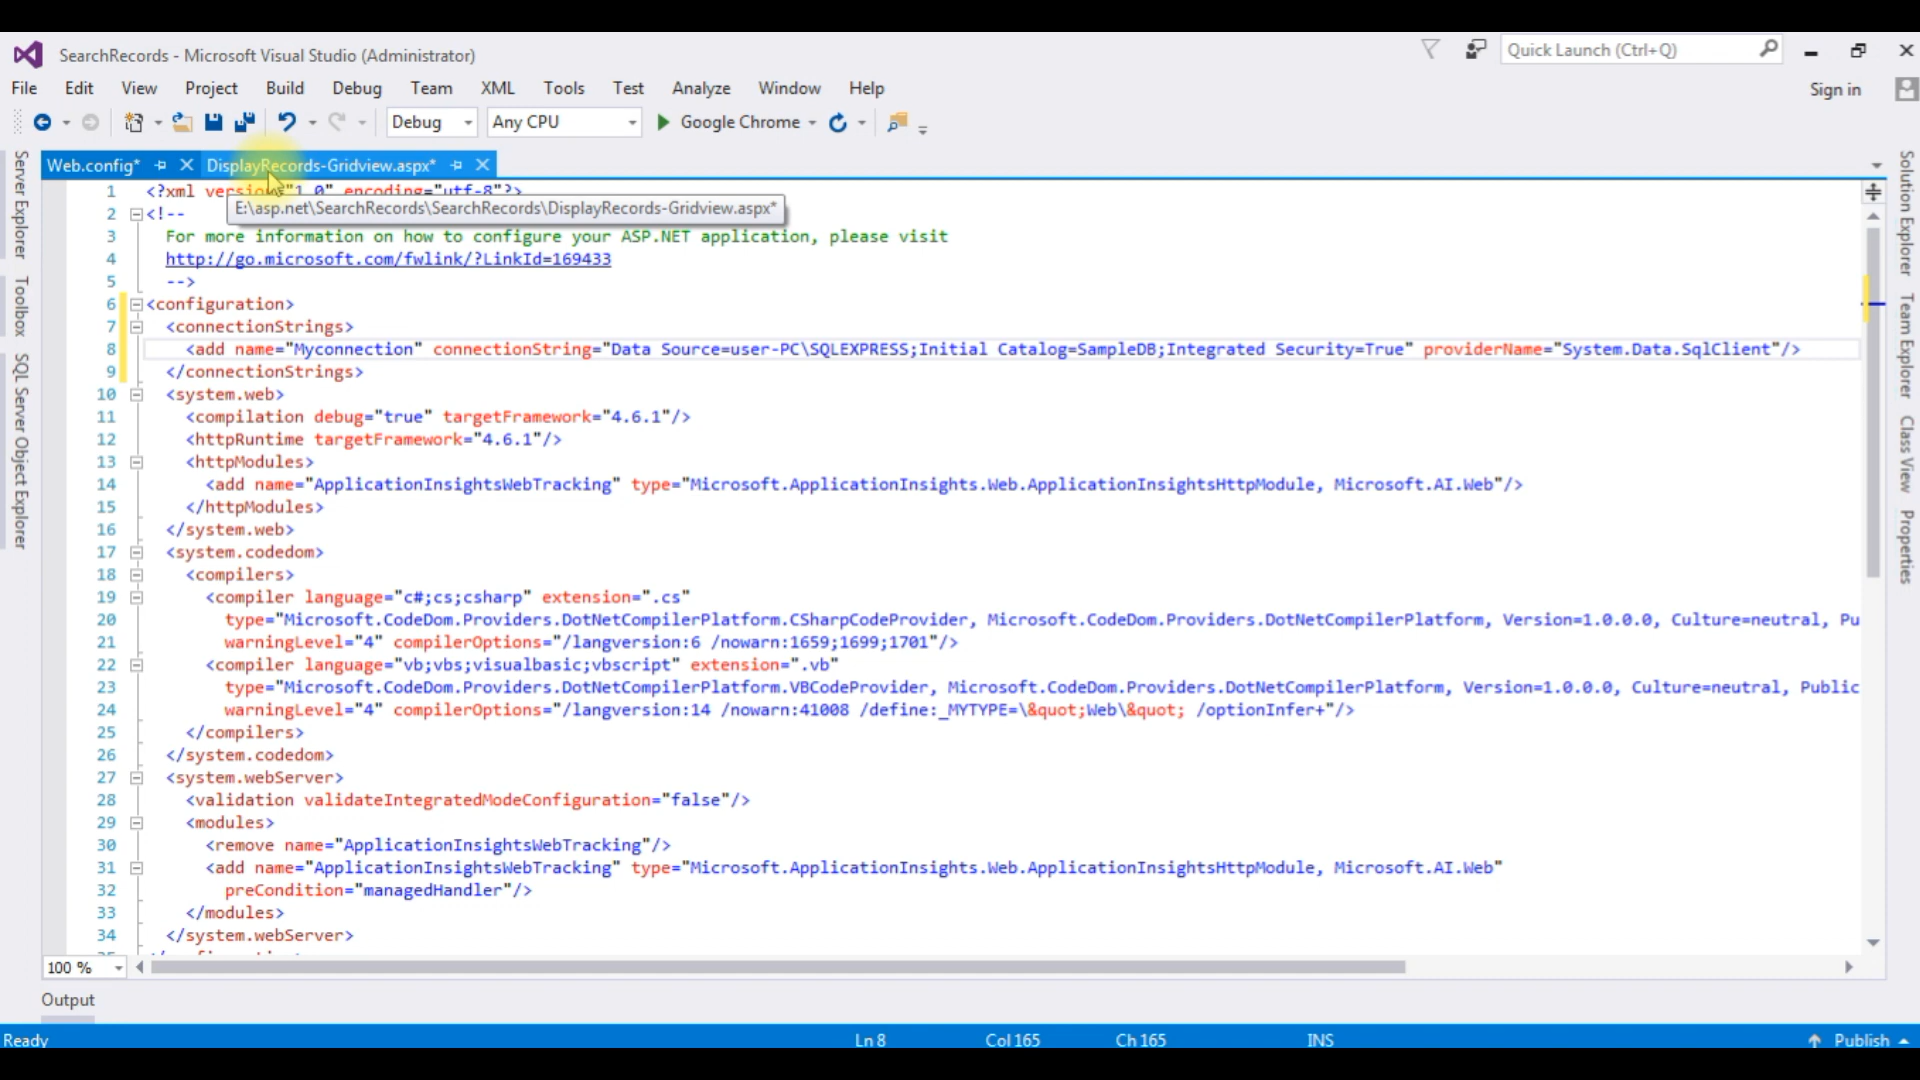 SearchRecords - Microsoft Visual Studio (Administrator)
Quick Launch (Ctrl+Q)
File Edit View Project Build Debug Team XML Tools Test Analyze Window Help
Sign in
Debug Any CPU Google Chrome
Web.config* DisplayRecords-Gridview.aspx*
Server Explorer
Toolbox
SQL Server Object Explorer
1 <?xml version="1.0" encoding="utf-8"?>
E:\asp.net\SearchRecords\SearchRecords\DisplayRecords-Gridview.aspx*
2 <!--
3 For more information on how to configure your ASP.NET application, please visit
4 http://go.microsoft.com/fwlink/?LinkId=169433
5 -->
6 <configuration>
7 <connectionStrings>
8 <add name="Myconnection" connectionString="Data Source=user-PC\SQLEXPRESS;Initial Catalog=SampleDB;Integrated Security=True" providerName="System.Data.SqlClient"/>
9 </connectionStrings>
10 <system.web>
11 <compilation debug="true" targetFramework="4.6.1"/>
12 <httpRuntime targetFramework="4.6.1"/>
13 <httpModules>
14 <add name="ApplicationInsightsWebTracking" type="Microsoft.ApplicationInsights.Web.ApplicationInsightsHttpModule, Microsoft.AI.Web"/>
15 </httpModules>
16 </system.web>
17 <system.codedom>
18 <compilers>
19 <compiler language="c#;cs;csharp" extension=".cs"
20 type="Microsoft.CodeDom.Providers.DotNetCompilerPlatform.CSharpCodeProvider, Microsoft.CodeDom.Providers.DotNetCompilerPlatform, Version=1.0.0.0, Culture=neutral, Pu
21 warningLevel="4" compilerOptions="/langversion:6 /nowarn:1659;1699;1701"/>
22 <compiler language="vb;vbs;visualbasic;vbscript" extension=".vb"
23 type="Microsoft.CodeDom.Providers.DotNetCompilerPlatform.VBCodeProvider, Microsoft.CodeDom.Providers.DotNetCompilerPlatform, Version=1.0.0.0, Culture=neutral, Public
24 warningLevel="4" compilerOptions="/langversion:14 /nowarn:41008 /define:_MYTYPE=\&quot;Web\&quot; /optionInfer+"/>
25 </compilers>
26 </system.codedom>
27 <system.webServer>
28 <validation validateIntegratedModeConfiguration="false"/>
29 <modules>
30 <remove name="ApplicationInsightsWebTracking"/>
31 <add name="ApplicationInsightsWebTracking" type="Microsoft.ApplicationInsights.Web.ApplicationInsightsHttpModule, Microsoft.AI.Web"
32 preCondition="managedHandler"/>
33 </modules>
34 </system.webServer>
Solution Explorer
Team Explorer
Class View
Properties
100 %
Output
Ready Ln 8 Col 165 Ch 165 INS Publish